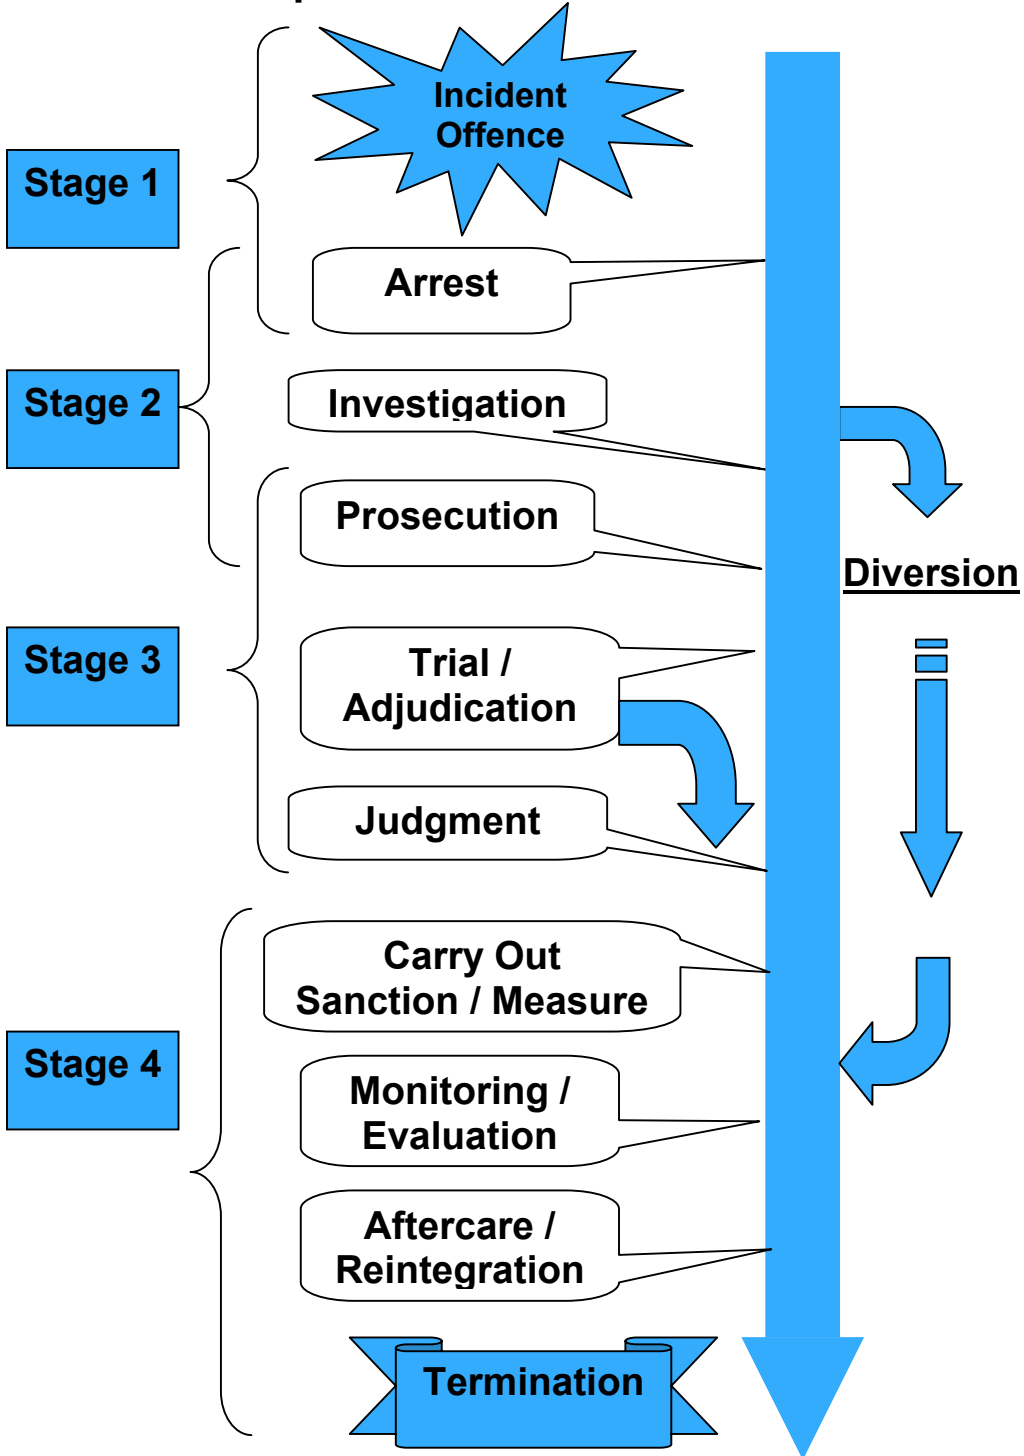 Incident
Offence
Stage 1
Arrest
Stage 2
Investigation
Prosecution
Diversion
Stage 3
Trial /
Adjudication
Judgment
Carry Out
Sanction / Measure
Stage 4
Monitoring /
Evaluation
Aftercare /
Reintegration
Termination